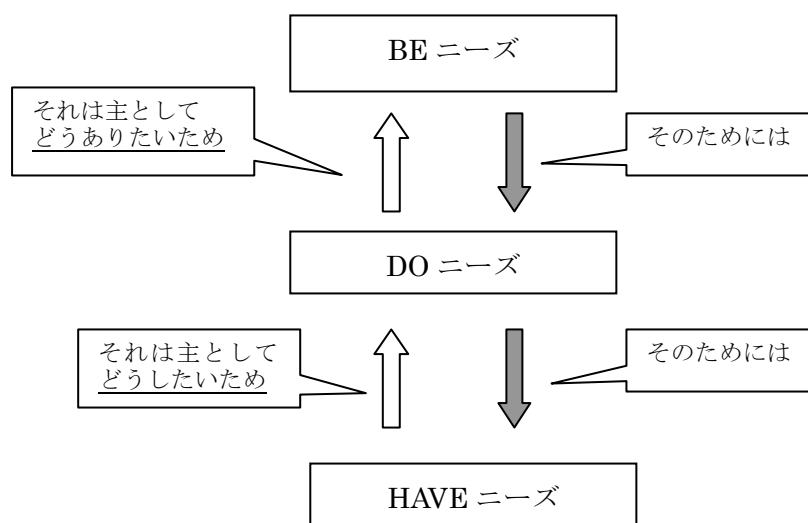 BE ニーズ
それは主として
どうありたいため
そのためには
DO ニーズ
それは主として
どうしたいため
そのためには
HAVE ニーズ